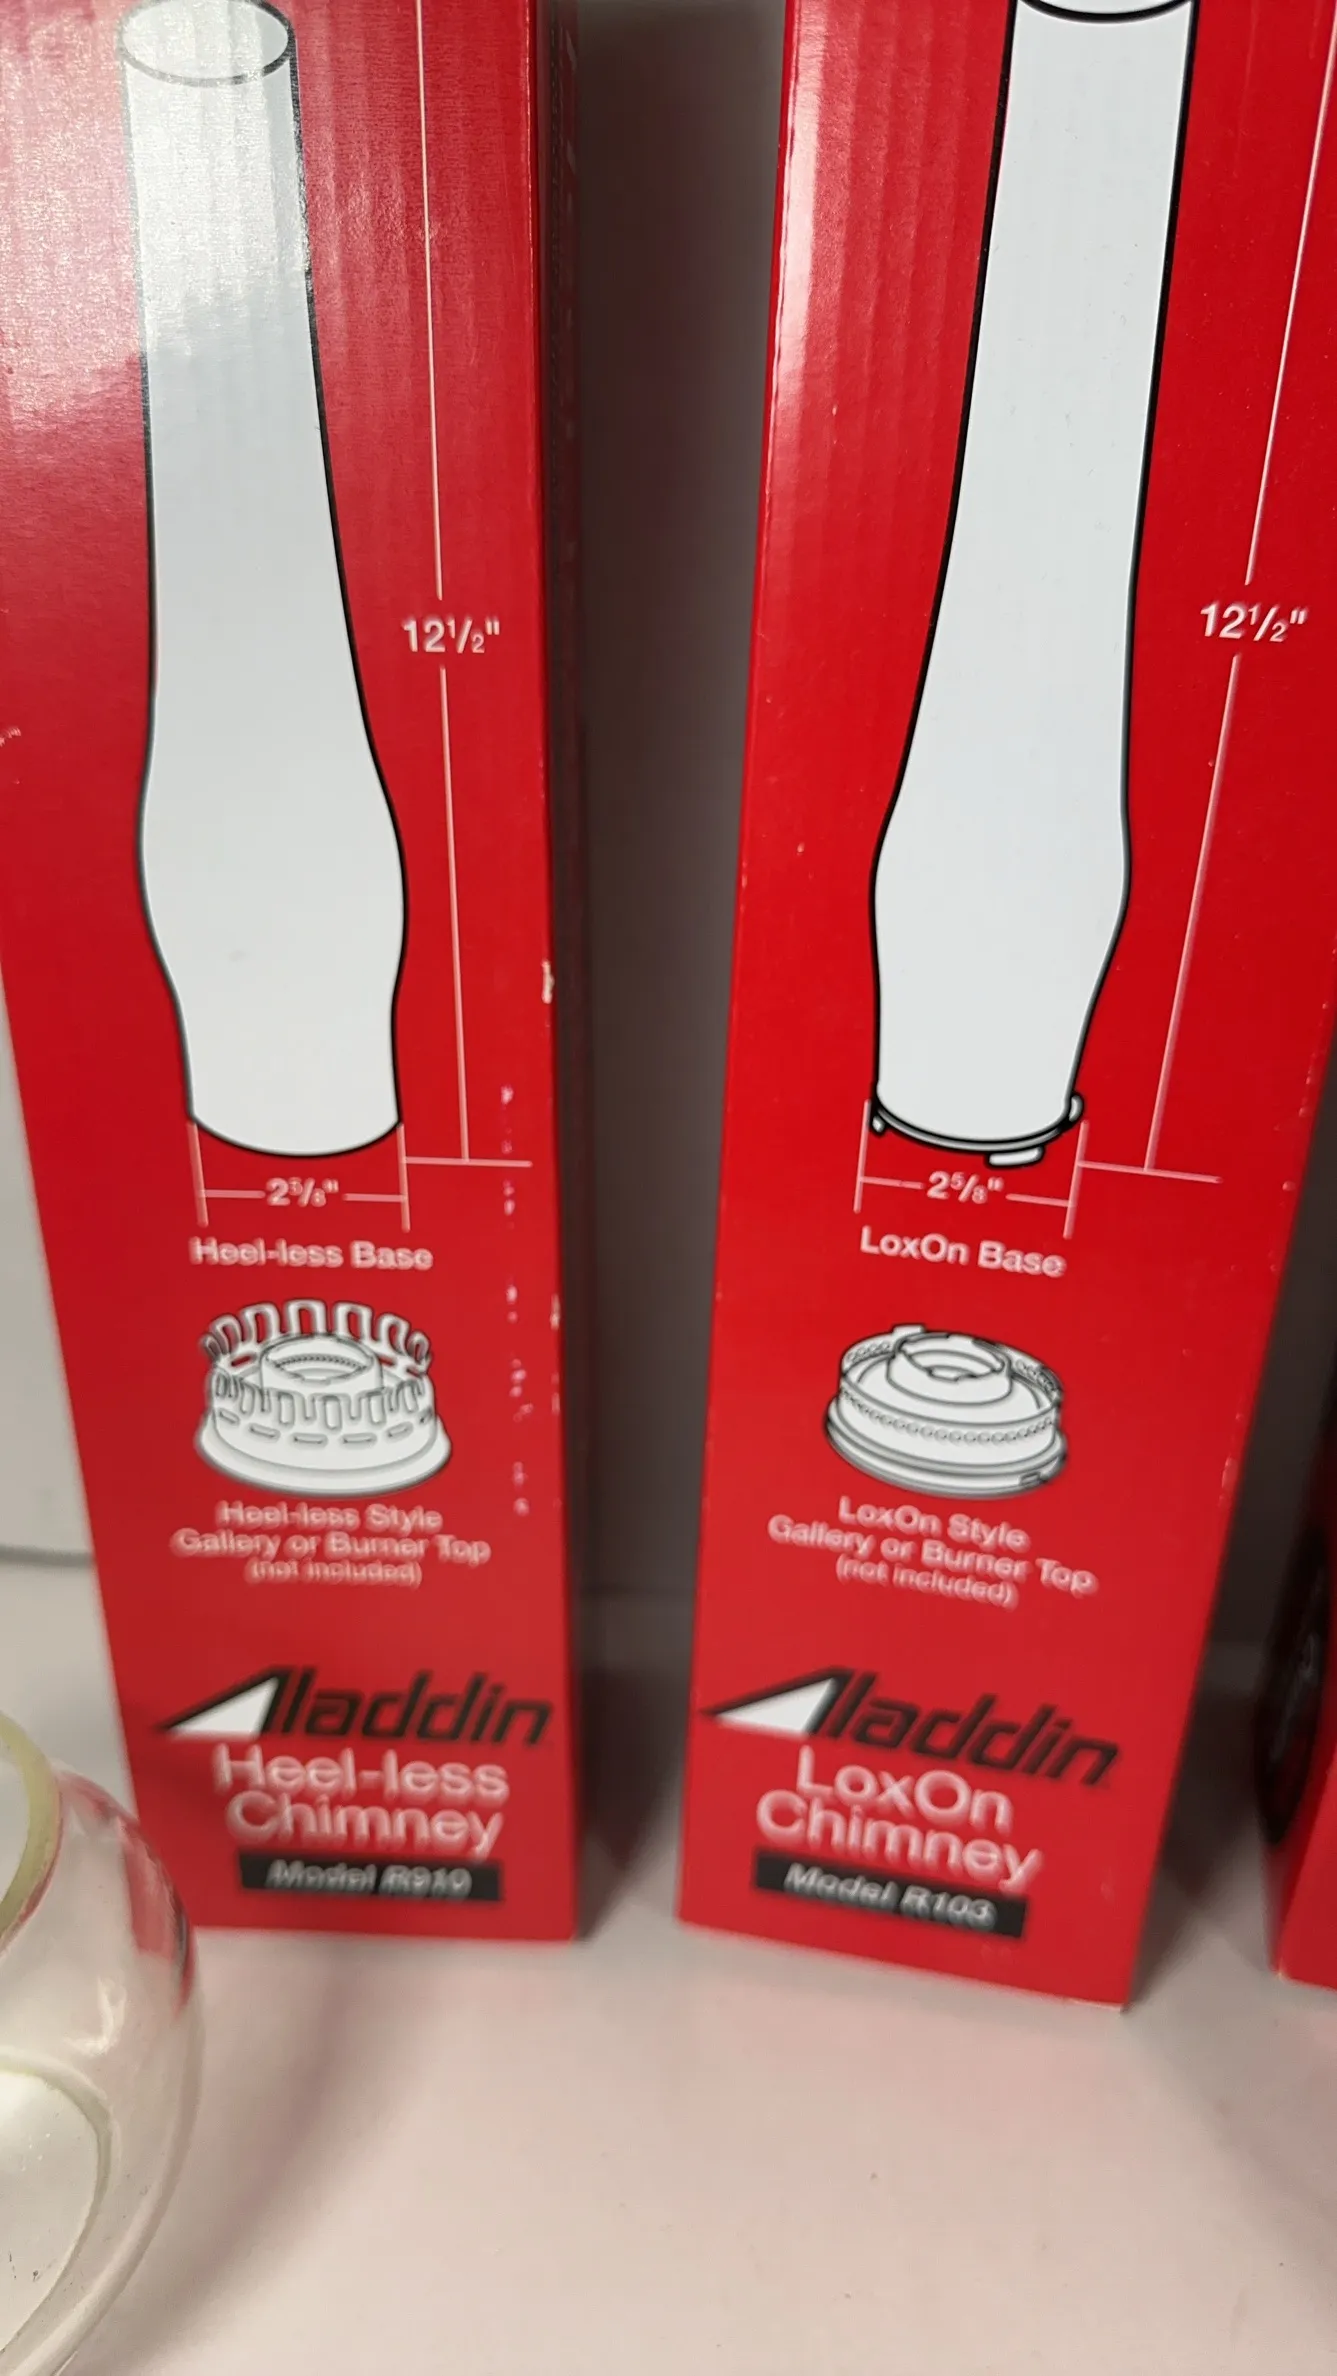 12½"
2⅝"
Heel-less Base
Heel-less Style
Gallery or Burner Top
(not included)
Aladdin
Heel-less
Chimney
Model R910
12½"
2⅝"
LoxOn Base
LoxOn Style
Gallery or Burner Top
(not included)
Aladdin
LoxOn
Chimney
Model R103